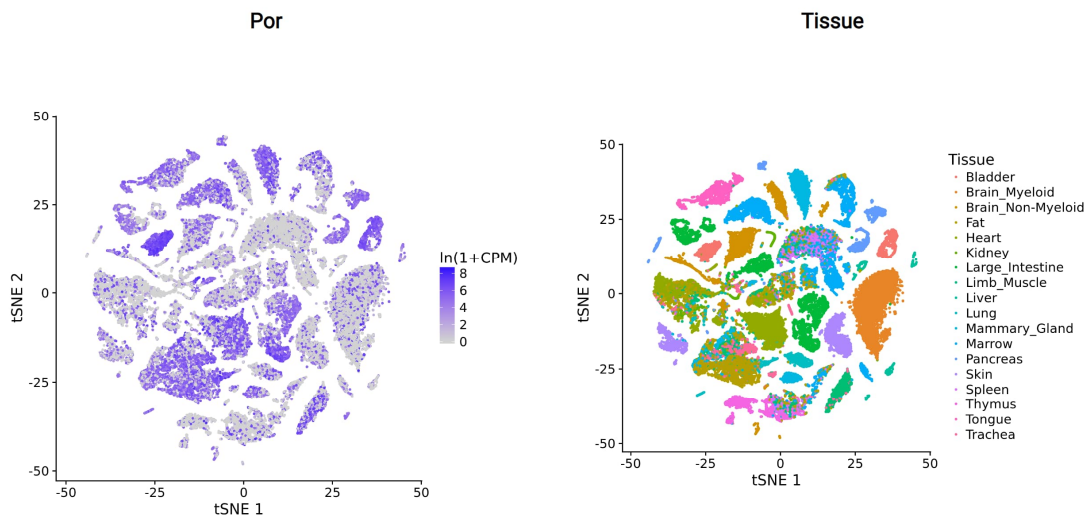 Por
Tissue
50
25
0
-25
-50
tSNE 2
-50
-25
0
25
50
tSNE 1
ln(1+CPM)
8
6
4
2
0
50
25
0
-25
-50
tSNE 2
-50
-25
0
25
50
tSNE 1
Tissue
Bladder
Brain_Myeloid
Brain_Non-Myeloid
Fat
Heart
Kidney
Large_Intestine
Limb_Muscle
Liver
Lung
Mammary_Gland
Marrow
Pancreas
Skin
Spleen
Thymus
Tongue
Trachea